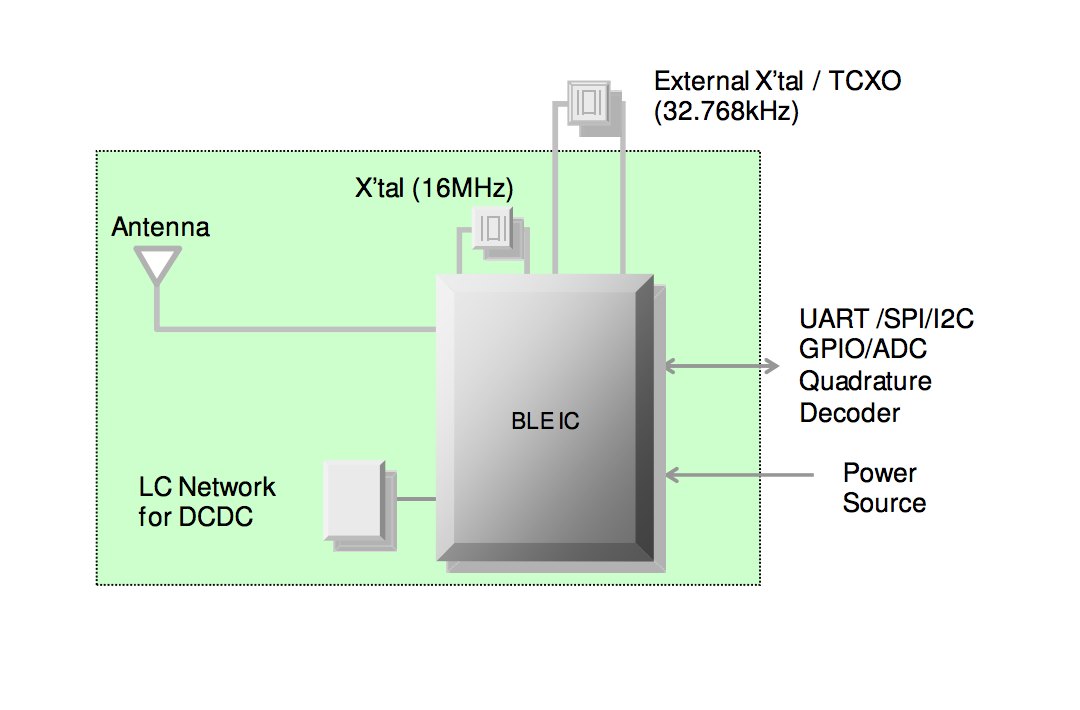 External X'tal / TCXO
(32.768kHz)
X'tal (16MHz)
Antenna
UART /SPI/I2C
GPIO/ADC
Quadrature
Decoder
BLE IC
Power
Source
LC Network
for DCDC